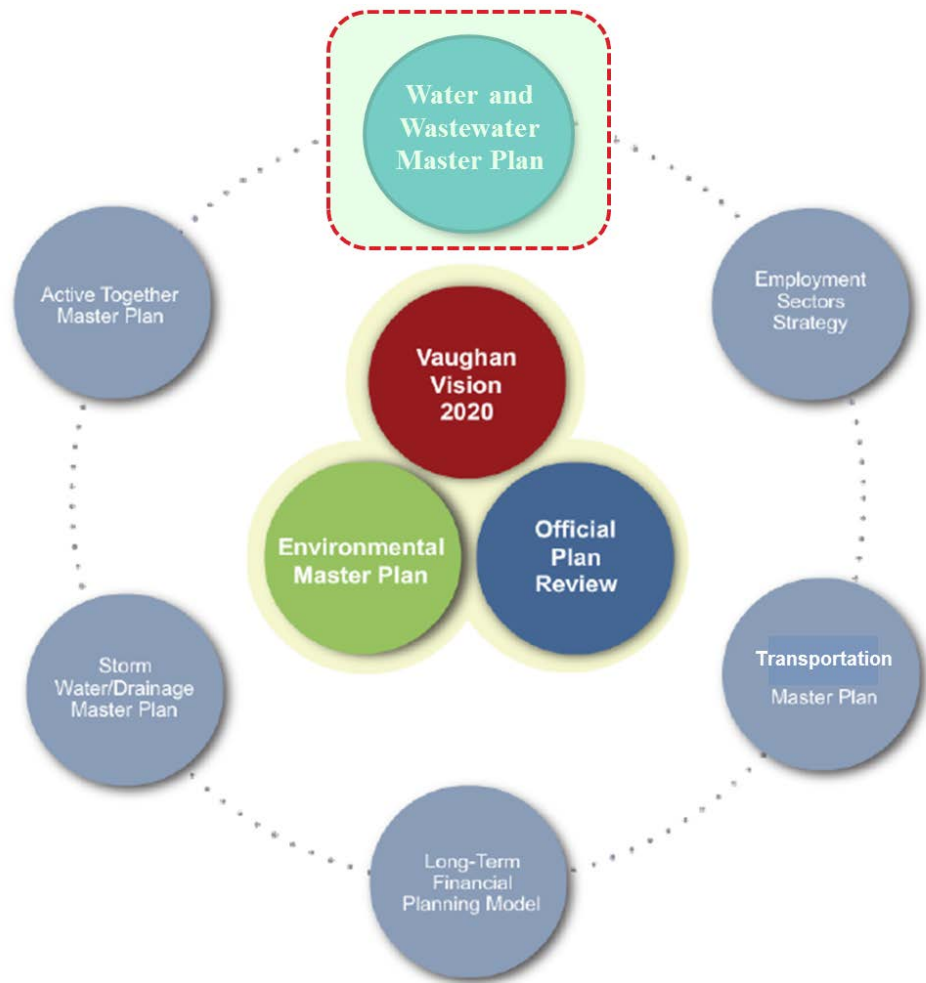 Water and
Wastewater
Master Plan
Active Together
Master Plan
Employment
Sectors
Strategy
Vaughan
Vision
2020
Environmental
Master Plan
Official
Plan
Review
Storm
Water/Drainage
Master Plan
Transportation
Master Plan
Long-Term
Financial
Planning Model